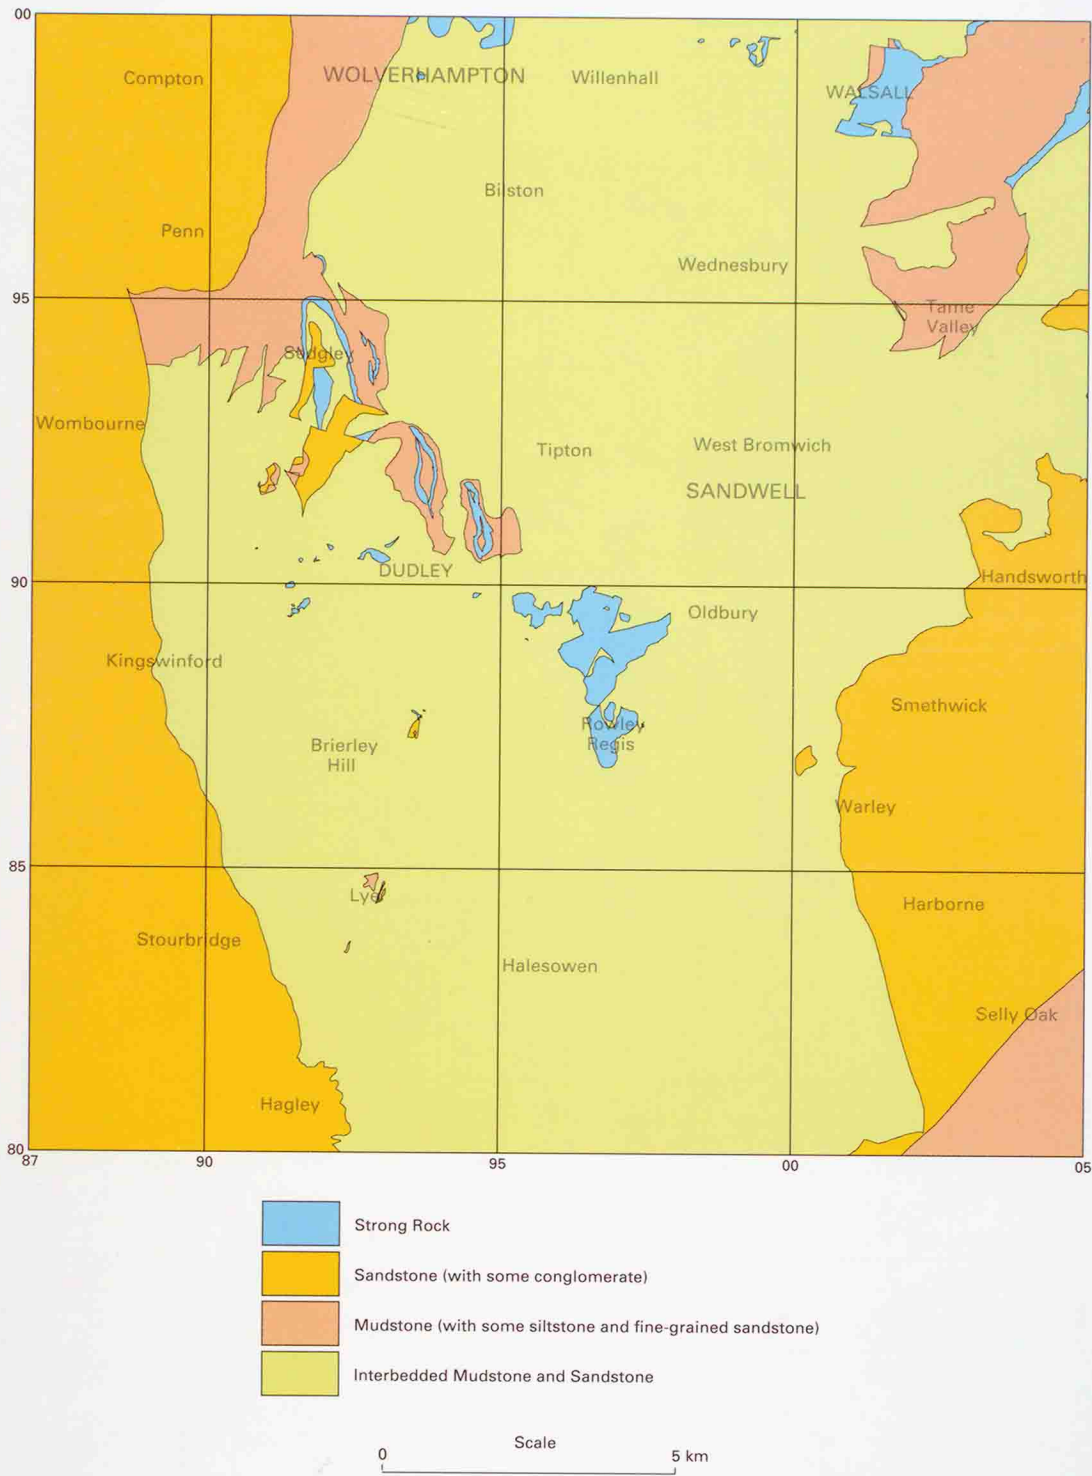 00
Compton
WOLVERHAMPTON
Willenhall
WALSALL
Bilston
Penn
Wednesbury
95
Tame
Valley
Sedgley
Wombourne
Tipton
West Bromwich
SANDWELL
DUDLEY
90
Handsworth
Oldbury
Kingswinford
Smethwick
Rowley
Regis
Brierley
Hill
Warley
85
Lye
Harborne
Stourbridge
Halesowen
Selly Oak
Hagley
80
87
90
95
00
05
Strong Rock
Sandstone (with some conglomerate)
Mudstone (with some siltstone and fine-grained sandstone)
Interbedded Mudstone and Sandstone
Scale
0
5 km